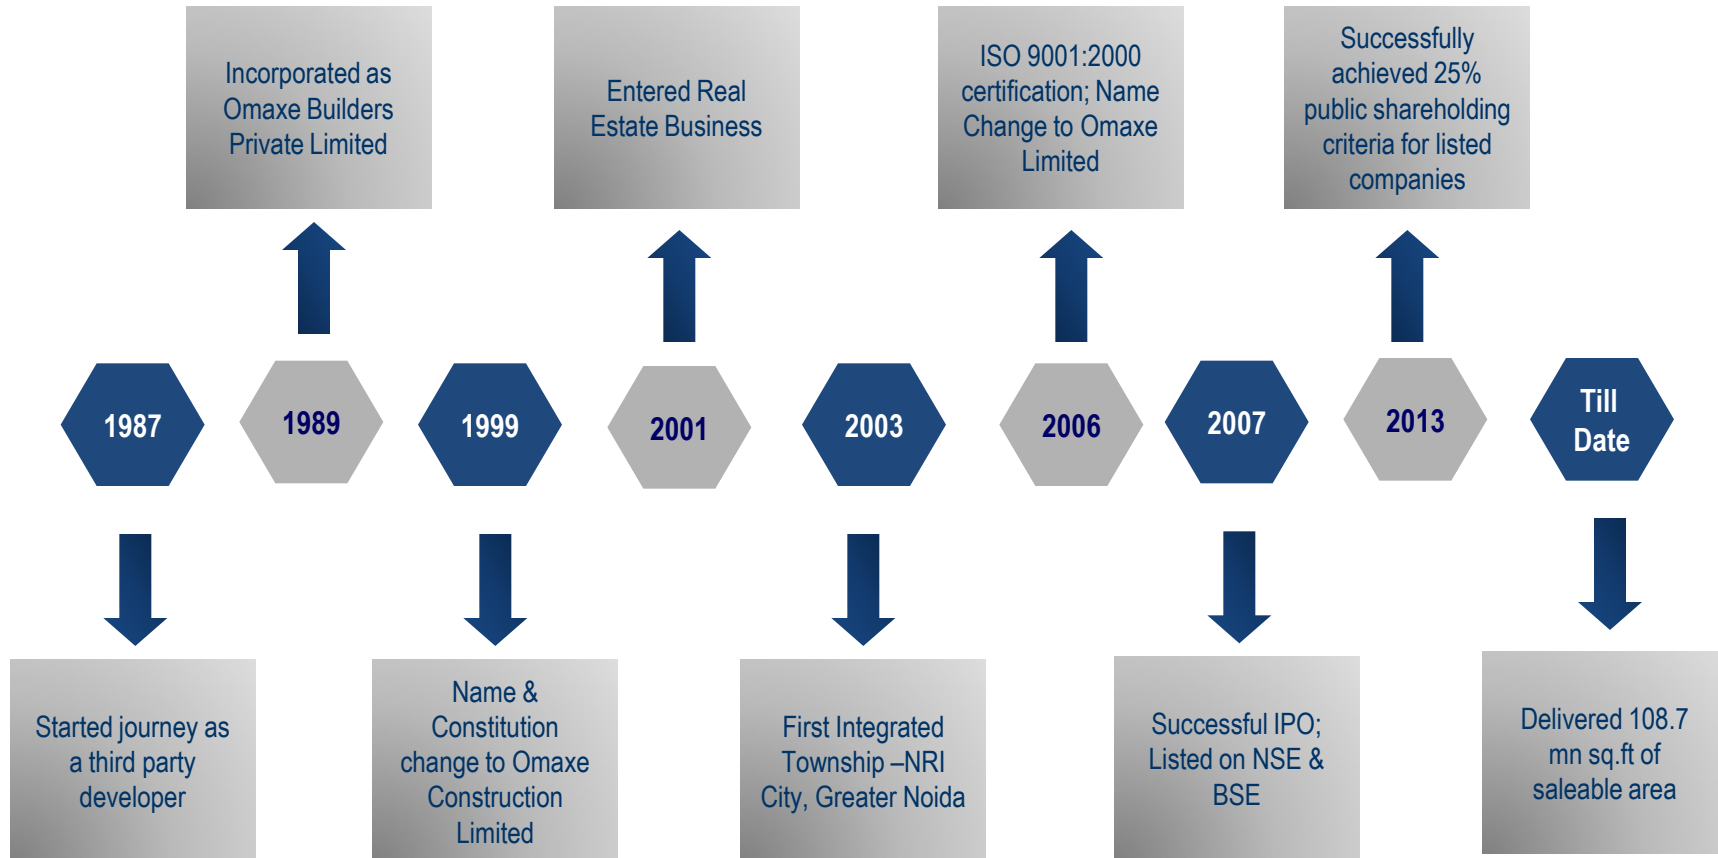 Incorporated as
Omaxe Builders
Private Limited
Entered Real
Estate Business
ISO 9001:2000
certification; Name
Change to Omaxe
Limited
Successfully
achieved 25%
public shareholding
criteria for listed
companies
1987
1989
1999
2001
2003
2006
2007
2013
Till
Date
Started journey as
a third party
developer
Name &
Constitution
change to Omaxe
Construction
Limited
First Integrated
Township –NRI
City, Greater Noida
Successful IPO;
Listed on NSE &
BSE
Delivered 108.7
mn sq.ft of
saleable area